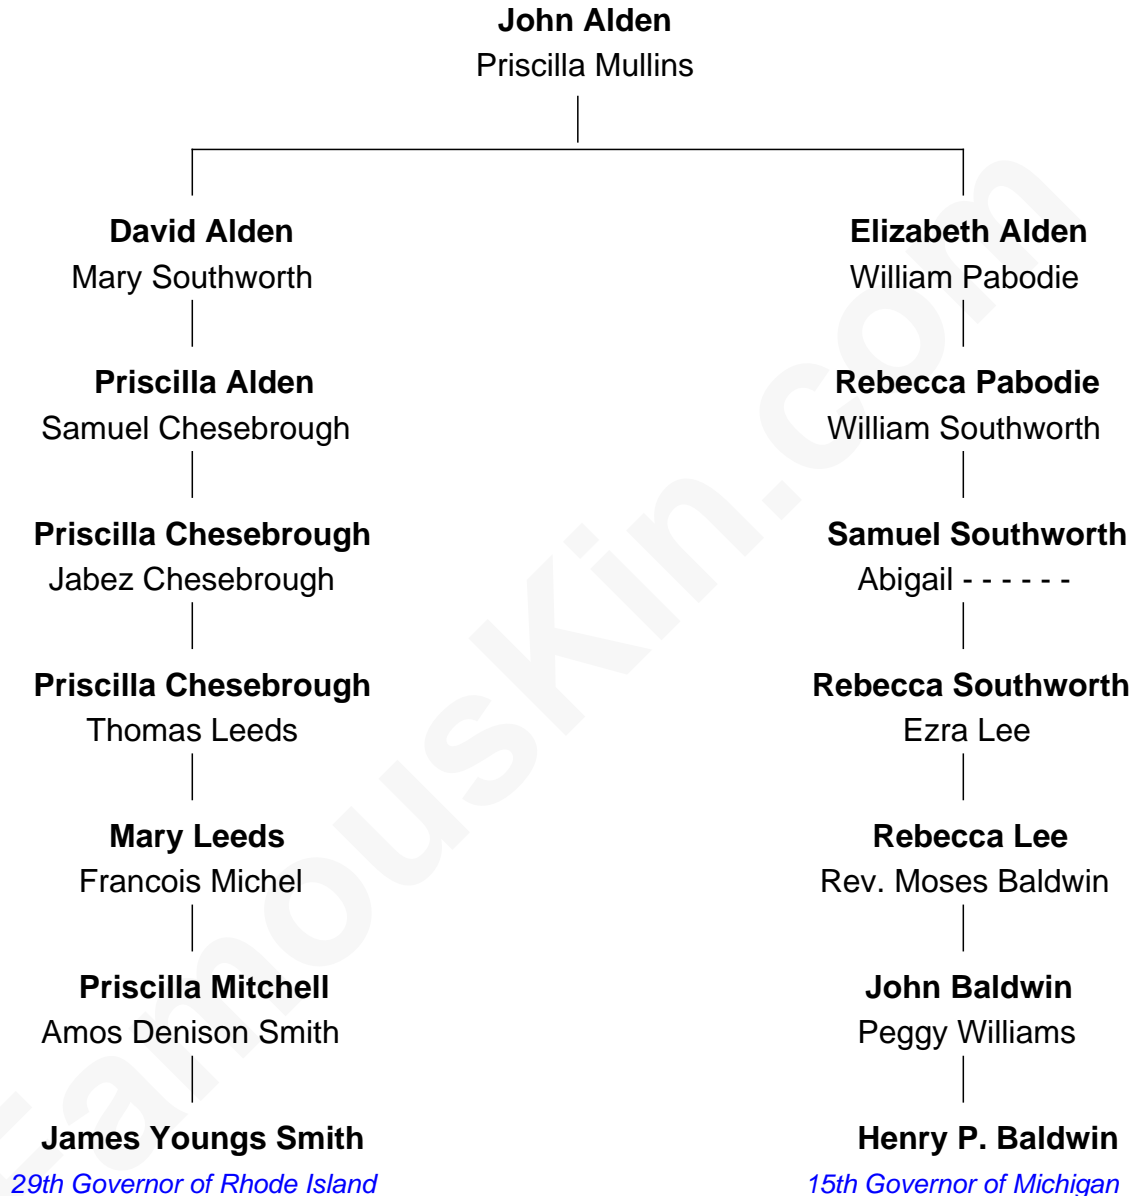 John Alden
Priscilla Mullins
David Alden
Mary Southworth
Elizabeth Alden
William Pabodie
Priscilla Alden
Samuel Chesebrough
Rebecca Pabodie
William Southworth
Priscilla Chesebrough
Jabez Chesebrough
Samuel Southworth
Abigail - - - - - -
Priscilla Chesebrough
Thomas Leeds
Rebecca Southworth
Ezra Lee
Mary Leeds
Francois Michel
Rebecca Lee
Rev. Moses Baldwin
Priscilla Mitchell
Amos Denison Smith
John Baldwin
Peggy Williams
James Youngs Smith
29th Governor of Rhode Island
Henry P. Baldwin
15th Governor of Michigan
FamousKin.com